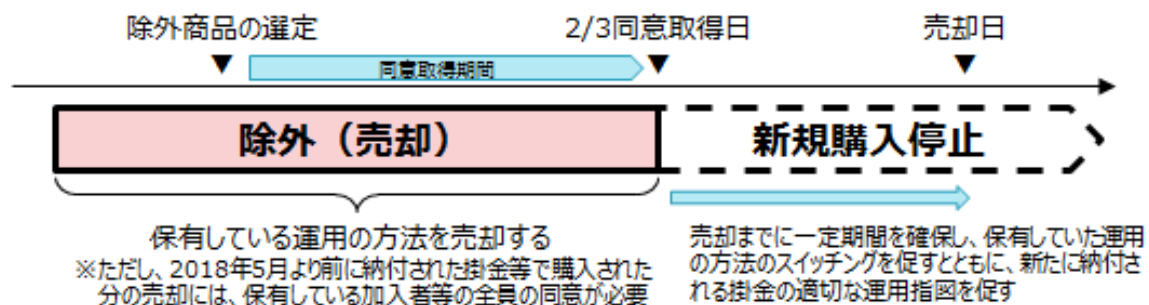 除外商品の選定
2/3同意取得日
売却日
▼
同意取得期間
▼
▼
除外（売却）
新規購入停止
保有している運用の方法を売却する
※ただし、2018年5月より前に納付された掛金等で購入された
分の売却には、保有している加入者等の全員の同意が必要
売却までに一定期間を確保し、保有していた運用
の方法のスイッチングを促すとともに、新たに納付さ
れる掛金の適切な運用指図を促す